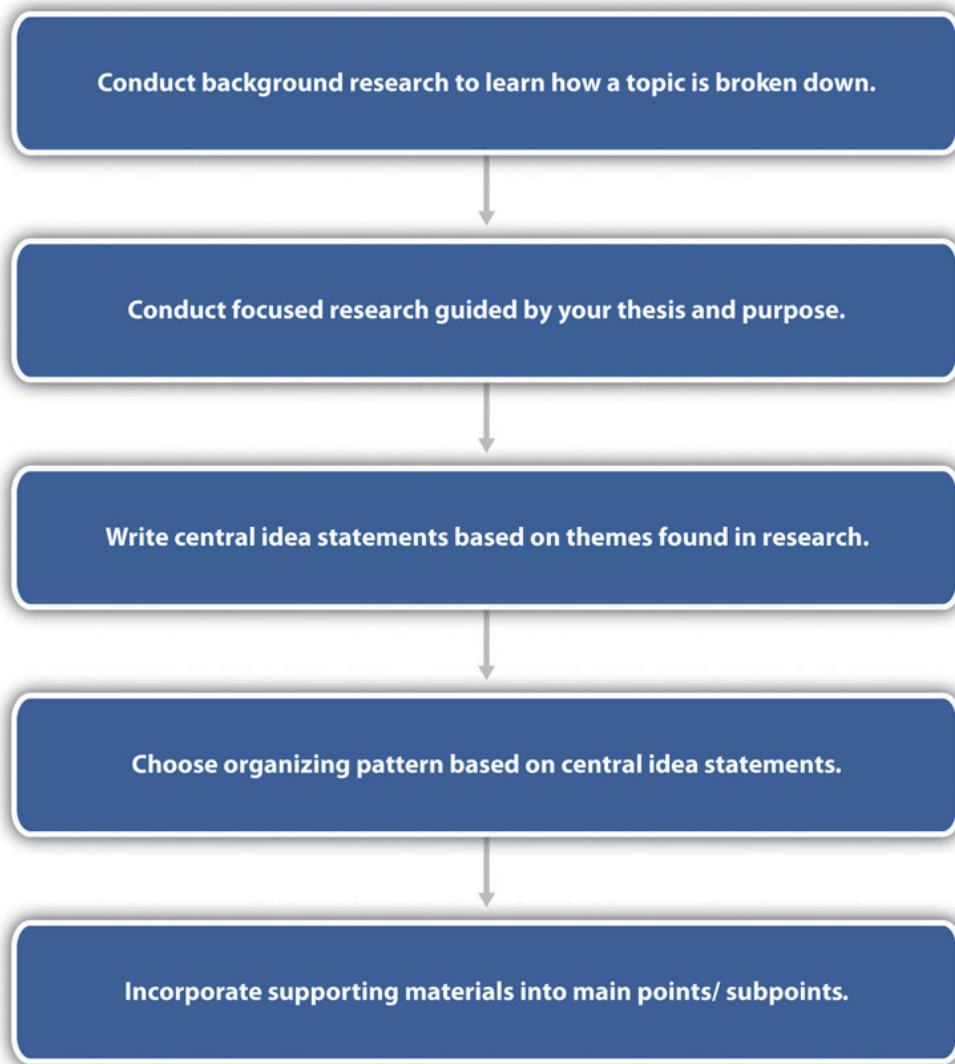 Conduct background research to learn how a topic is broken down.
Conduct focused research guided by your thesis and purpose.
Write central idea statements based on themes found in research.
Choose organizing pattern based on central idea statements.
Incorporate supporting materials into main points/ subpoints.